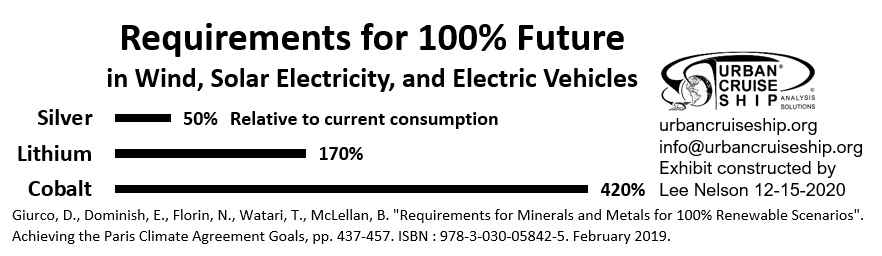 Requirements for 100% Future
in Wind, Solar Electricity, and Electric Vehicles
Silver 50% Relative to current consumption
Lithium 170%
Cobalt 420%
URBAN®
CRUISE
SHIP ANALYSIS
SOLUTIONS
©
urbancruiseship.org
info@urbancruiseship.org
Exhibit constructed by
Lee Nelson 12-15-2020
Giurco, D., Dominish, E., Florin, N., Watari, T., McLellan, B. "Requirements for Minerals and Metals for 100% Renewable Scenarios".
Achieving the Paris Climate Agreement Goals, pp. 437-457. ISBN : 978-3-030-05842-5. February 2019.